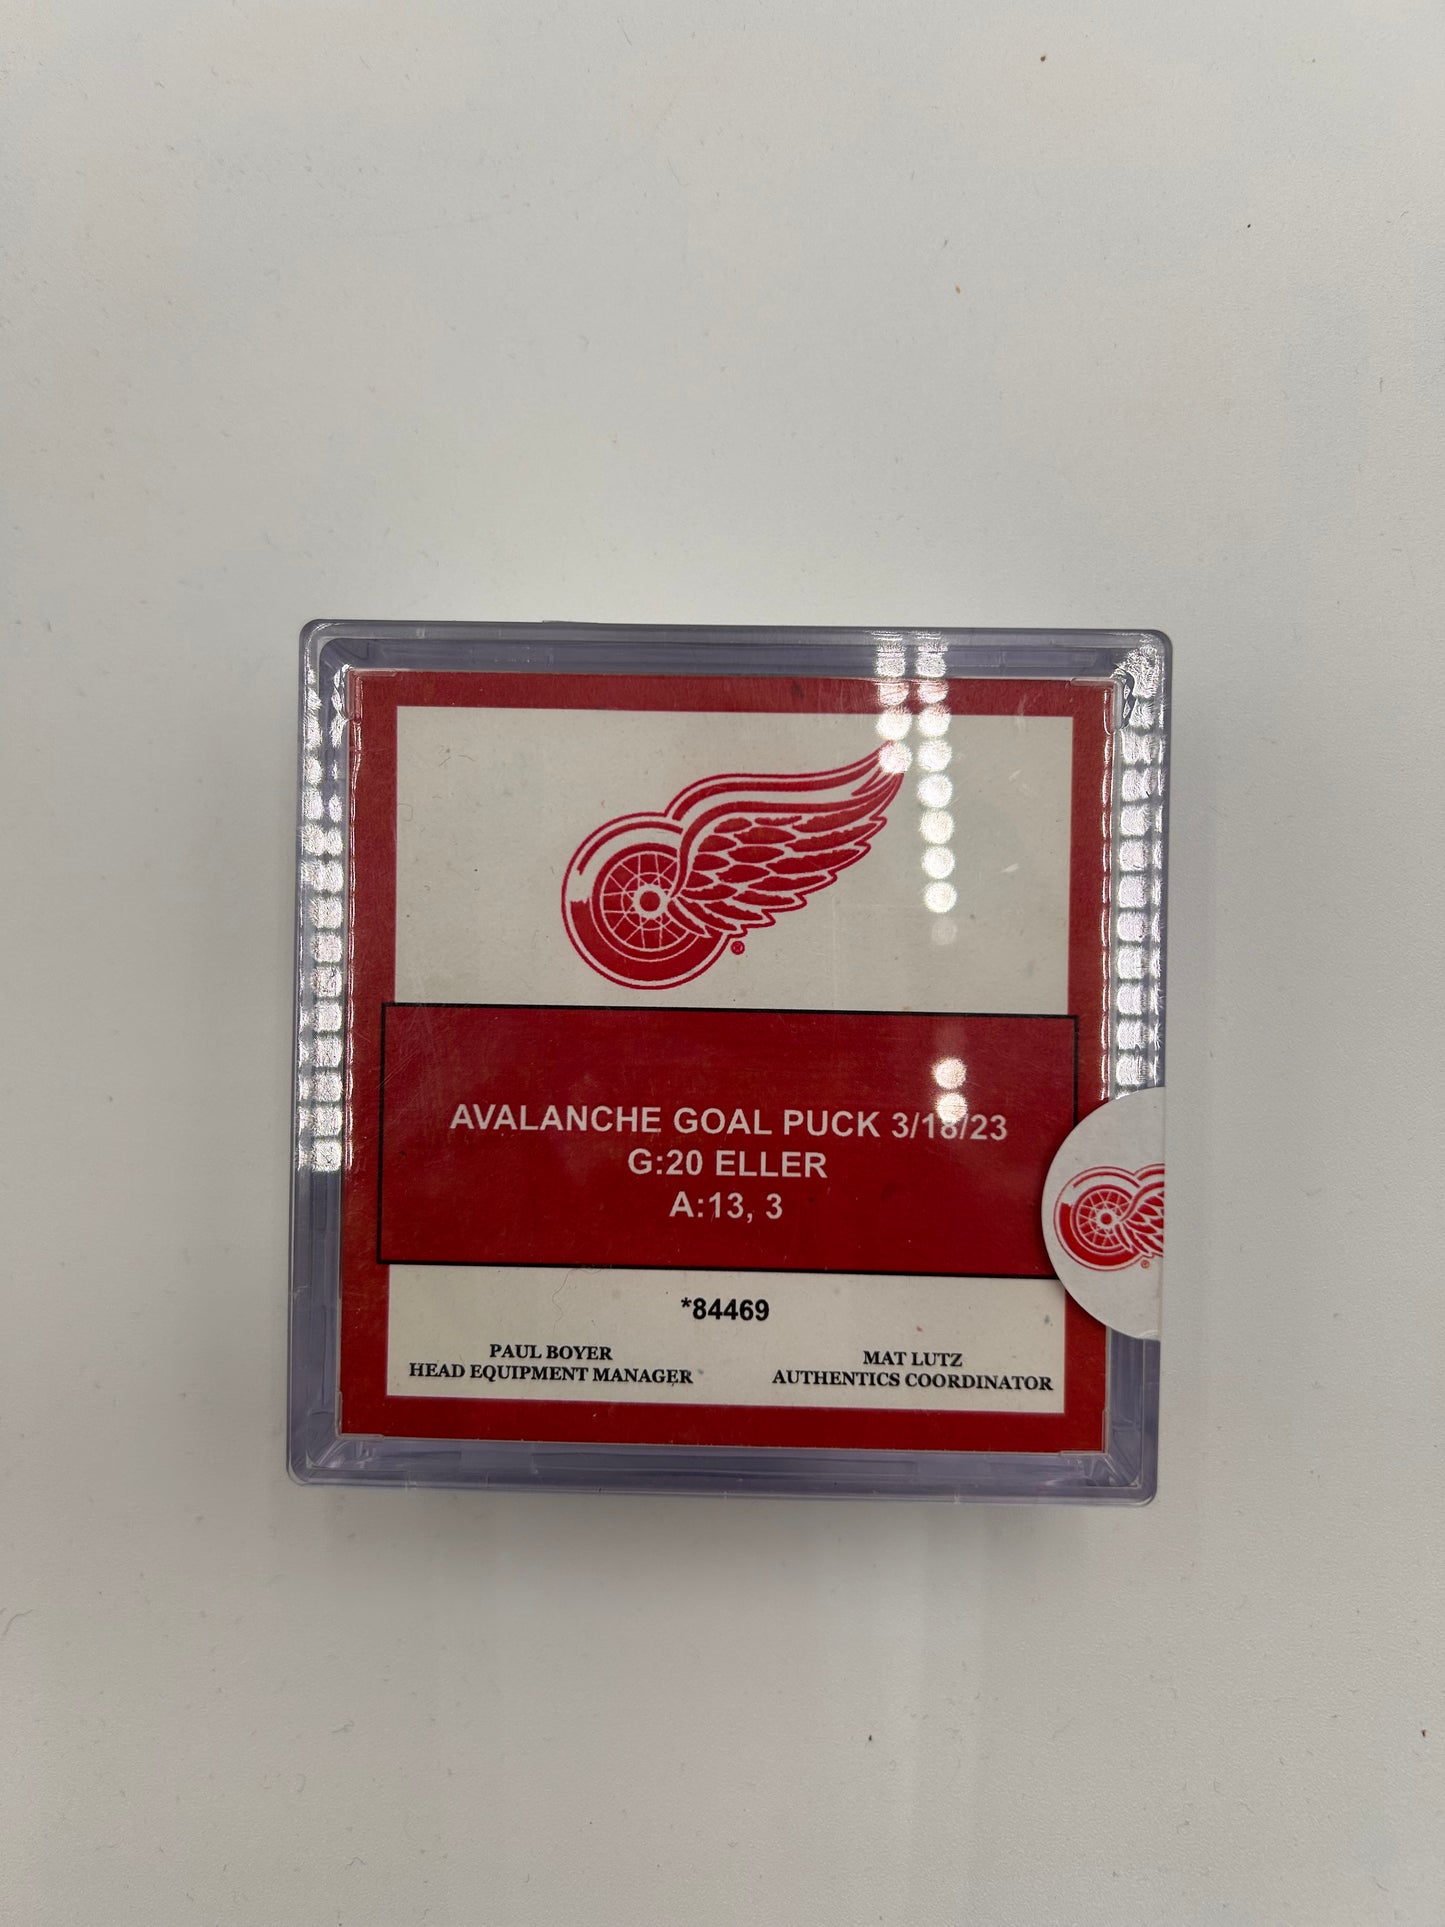 AVALANCHE GOAL PUCK 3/18/23
G:20 ELLER
A:13, 3
*84469
PAUL BOYER
HEAD EQUIPMENT MANAGER
MAT LUTZ
AUTHENTICS COORDINATOR